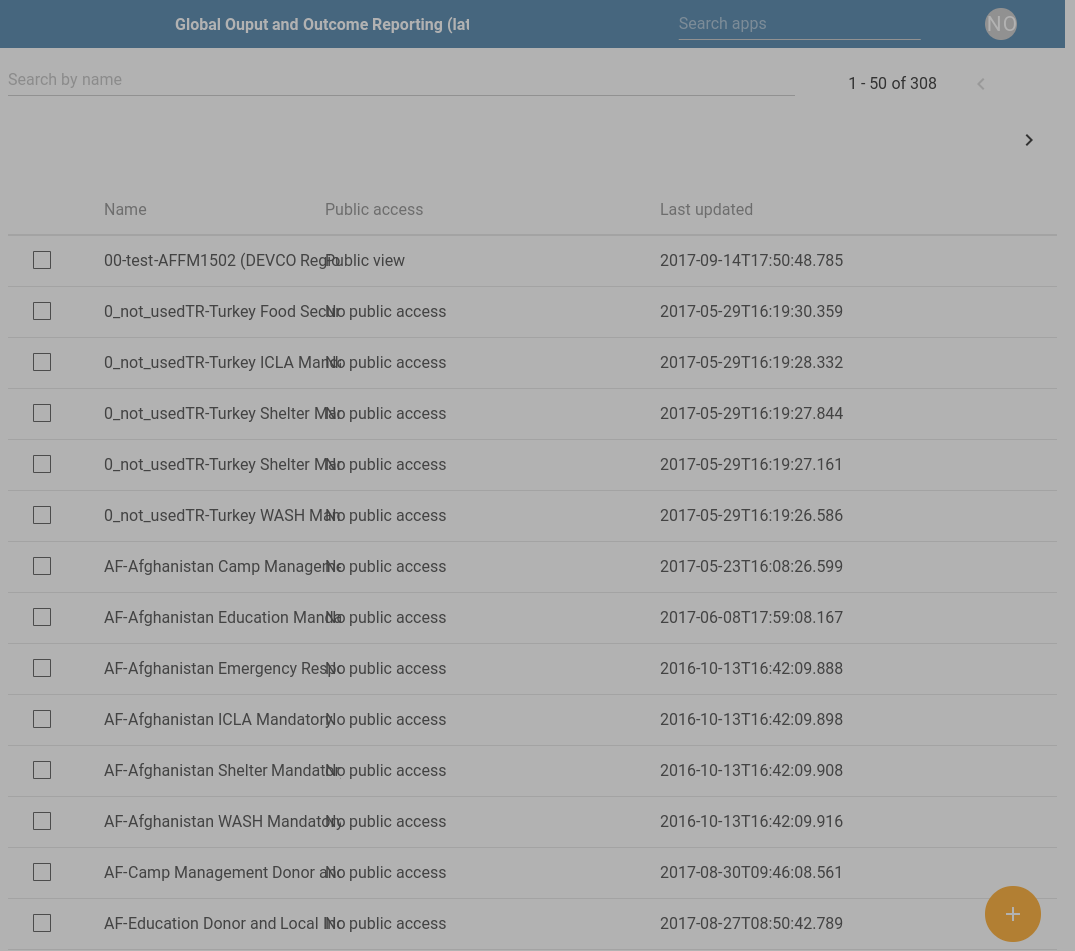 Global Ouput and Outcome Reporting (lat
Search apps
NO
Search by name
1 - 50 of 308
Name Public access Last updated
00-test-AFFM1502 (DEVCO Regio Public view 2017-09-14T17:50:48.785
0_not_usedTR-Turkey Food Secur No public access 2017-05-29T16:19:30.359
0_not_usedTR-Turkey ICLA Mand No public access 2017-05-29T16:19:28.332
0_not_usedTR-Turkey Shelter Mar No public access 2017-05-29T16:19:27.844
0_not_usedTR-Turkey Shelter Mar No public access 2017-05-29T16:19:27.161
0_not_usedTR-Turkey WASH Man No public access 2017-05-29T16:19:26.586
AF-Afghanistan Camp Manageme No public access 2017-05-23T16:08:26.599
AF-Afghanistan Education Manda No public access 2017-06-08T17:59:08.167
AF-Afghanistan Emergency Respo No public access 2016-10-13T16:42:09.888
AF-Afghanistan ICLA Mandatory No public access 2016-10-13T16:42:09.898
AF-Afghanistan Shelter Mandator No public access 2016-10-13T16:42:09.908
AF-Afghanistan WASH Mandatory No public access 2016-10-13T16:42:09.916
AF-Camp Management Donor and No public access 2017-08-30T09:46:08.561
AF-Education Donor and Local No public access 2017-08-27T08:50:42.789